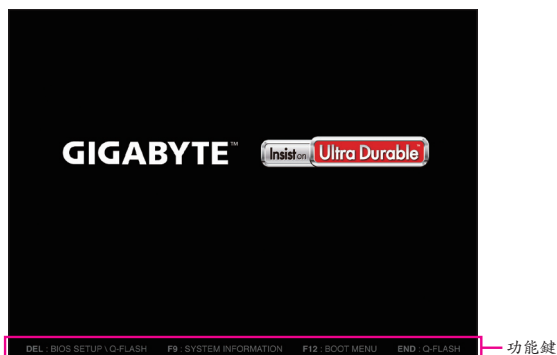 GIGABYTE™ Insist on Ultra Durable™
DEL : BIOS SETUP \ Q-FLASH F9 : SYSTEM INFORMATION F12 : BOOT MENU END : Q-FLASH
功能鍵